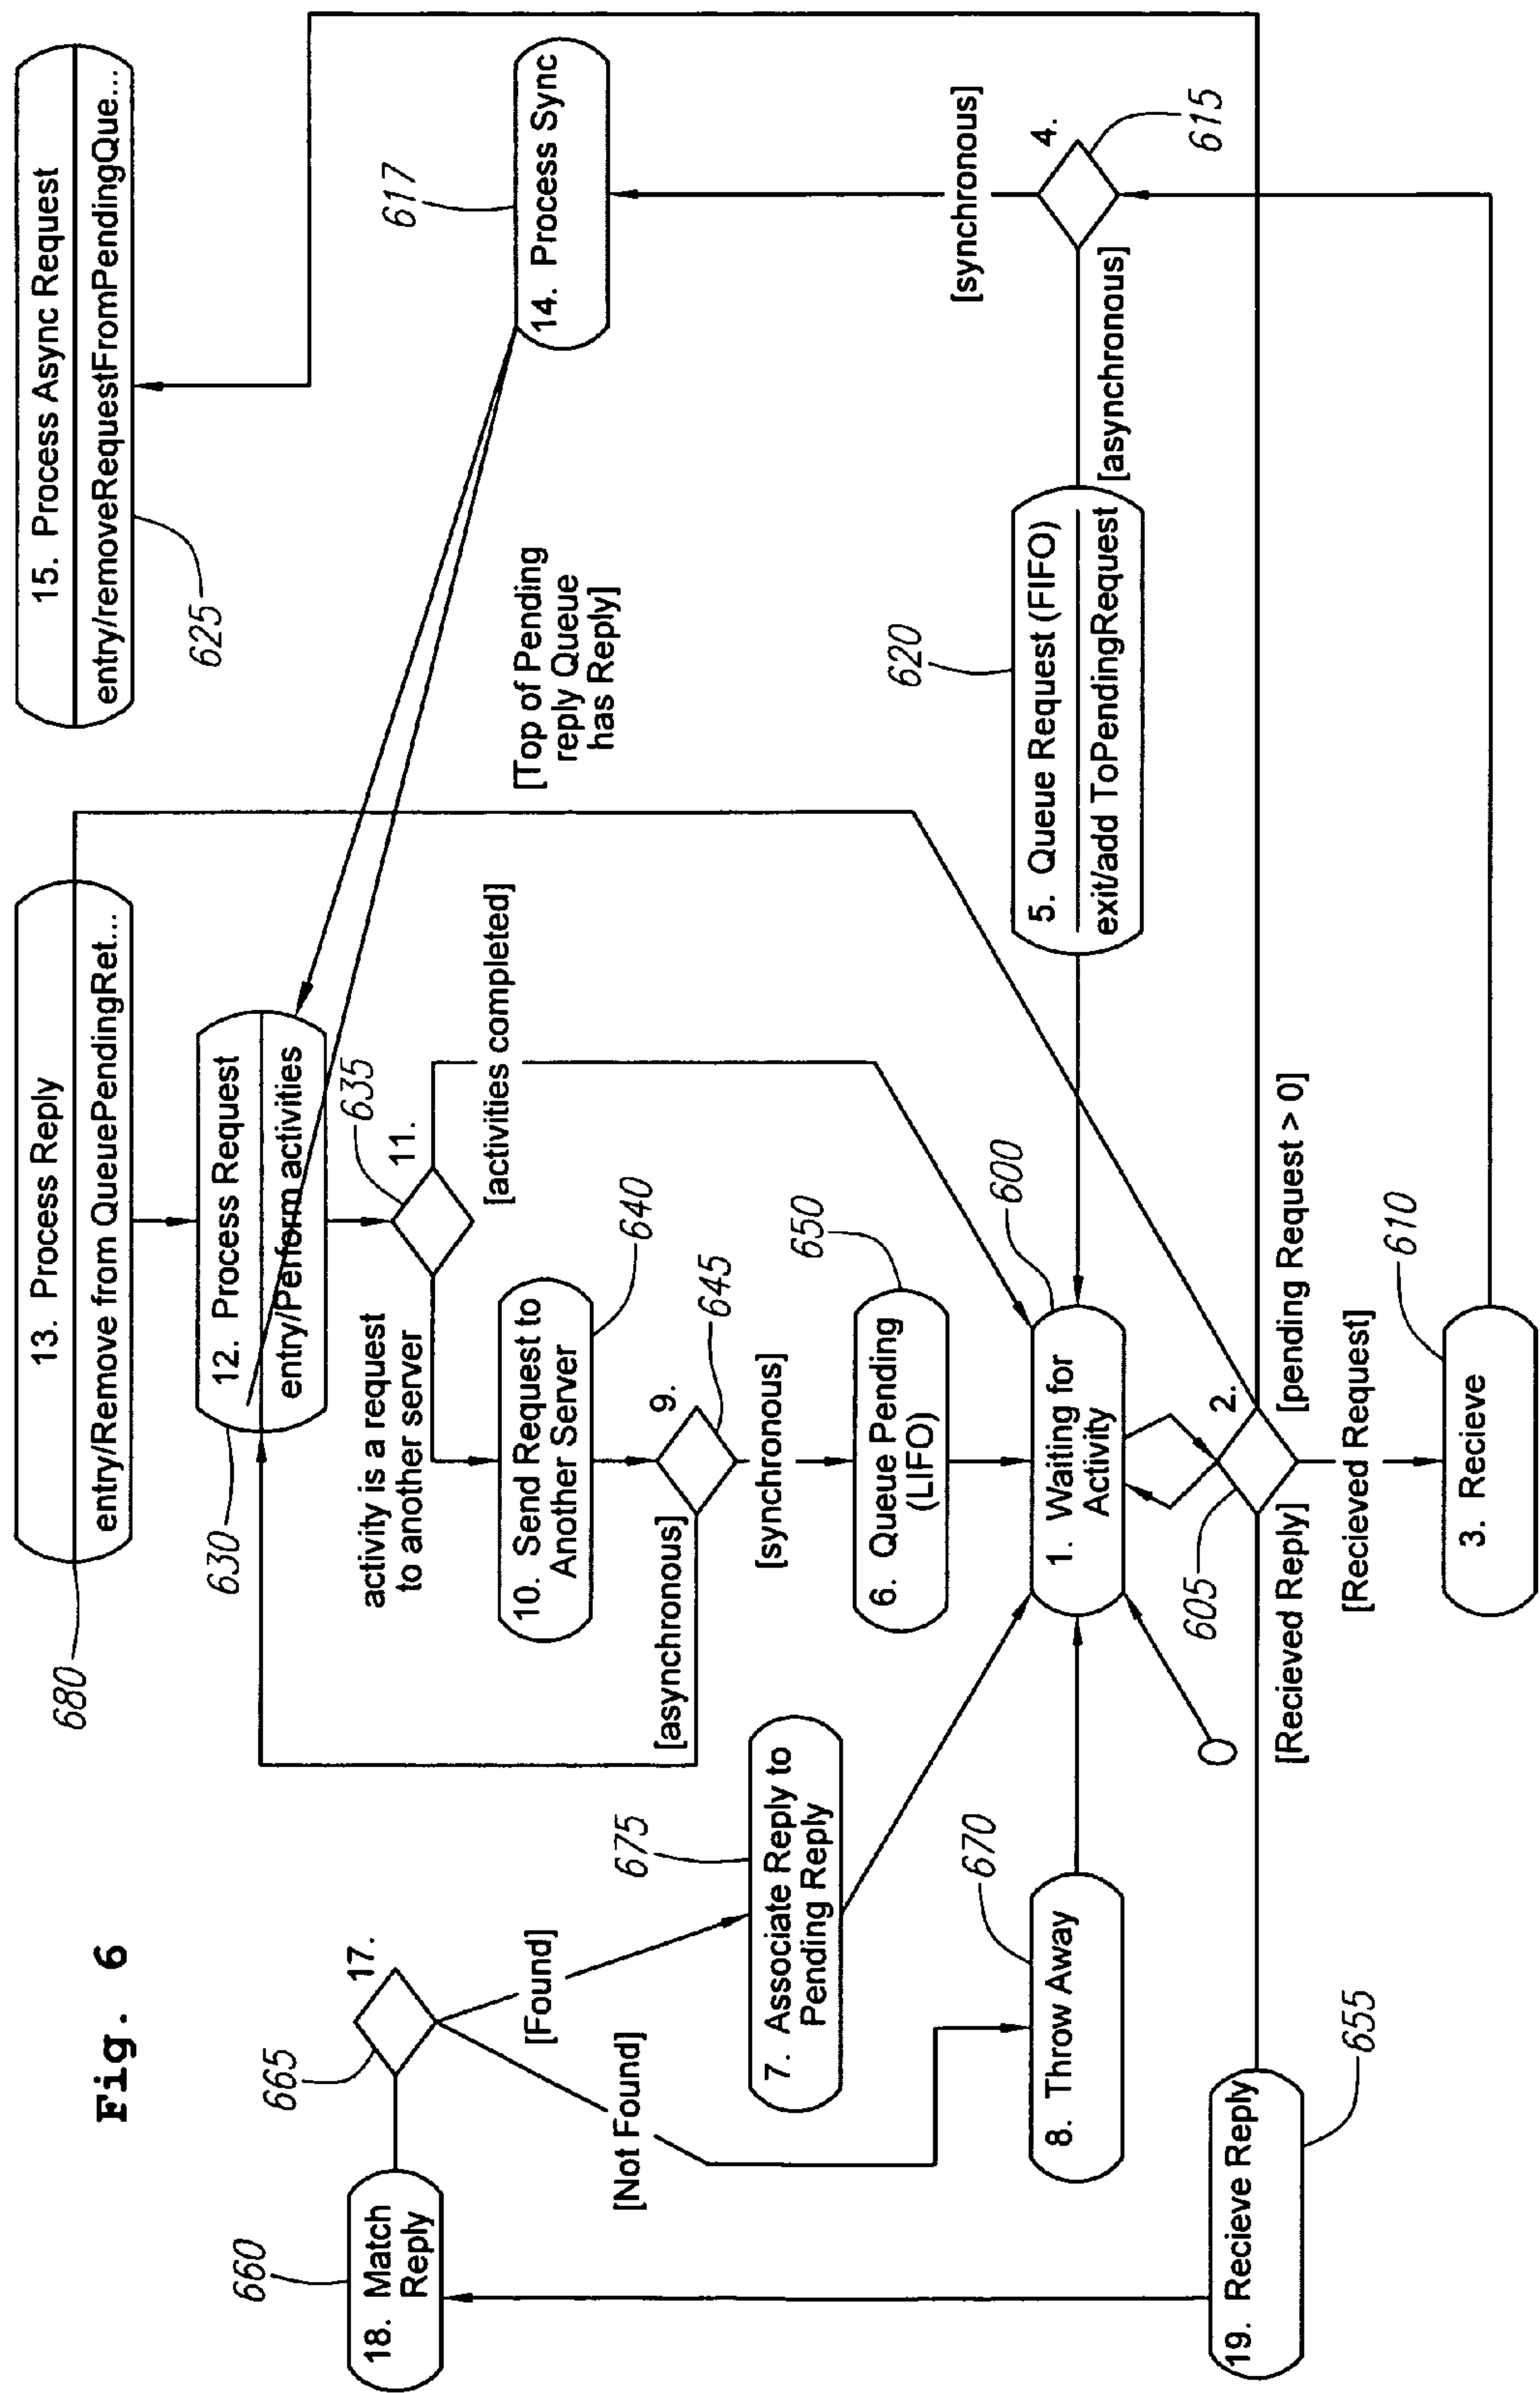 Fig. 6
680
13. Process Reply
entry/Remove from QueuePendingRet...
15. Process Async Request
entry/removeRequestFromPendingQue...
625
630
12. Process Request
entry/Perform activities
660
18. Match
Reply
665
17.
[Found]
[Not Found]
activity is a request
to another server
635
11.
[activities completed]
[Top of Pending
reply Queue
has Reply]
617
14. Process Sync
10. Send Request to
Another Server
640
[asynchronous]
9.
645
[synchronous]
675
7. Associate Reply to
Pending Reply
6. Queue Pending
(LIFO)
650
620
5. Queue Request (FIFO)
exit/add ToPendingRequest
[synchronous]
4.
[asynchronous]
615
670
8. Throw Away
1. Waiting for
Activity
600
605
2.
[pending Request > 0]
[Recieved Reply]
[Recieved Request]
19. Recieve Reply
655
3. Recieve
610